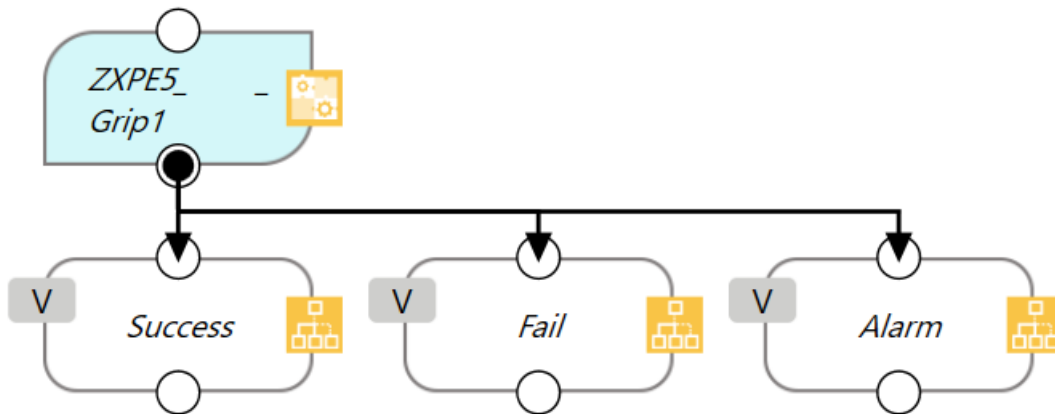 ZXPE5_ _
Grip1
V
Success
V
Fail
V
Alarm